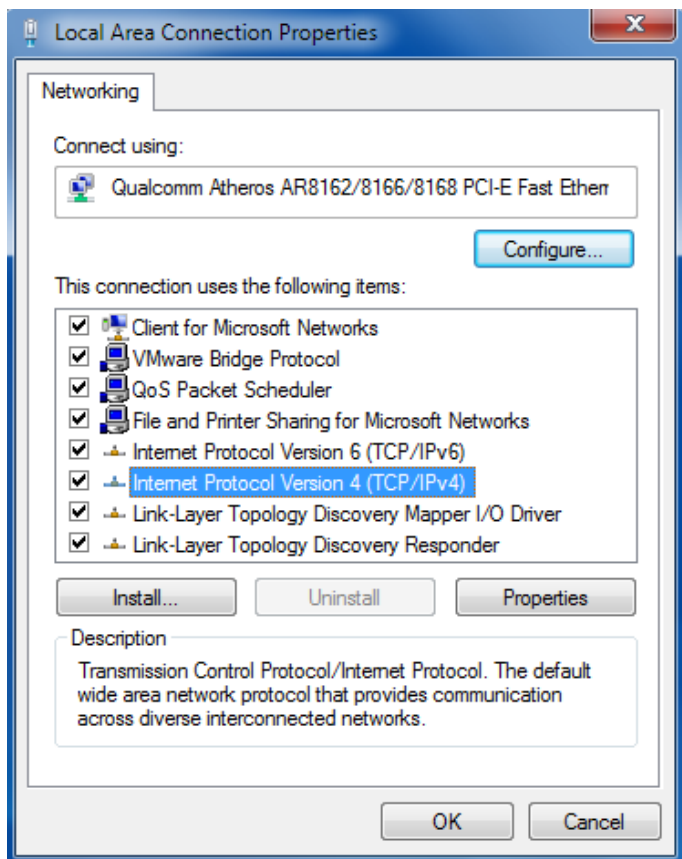 Local Area Connection Properties
Networking
Connect using:
Qualcomm Atheros AR8162/8166/8168 PCI-E Fast
Configure...
This connection uses the following items:
Client for Microsoft Networks
VMware Bridge Protocol
QoS Packet Scheduler
File and Printer Sharing for Microsoft Networks
Internet Protocol Version 6 (TCP/IPv6)
Internet Protocol Version 4 (TCP/IPv4)
Link-Layer Topology Discovery Mapper I/O Driver
Link-Layer Topology Discovery Responder
Install...
Uninstall
Properties
Description
Transmission Control Protocol/Internet Protocol. The default
wide area network protocol that provides communication
across diverse interconnected networks.
OK
Cancel